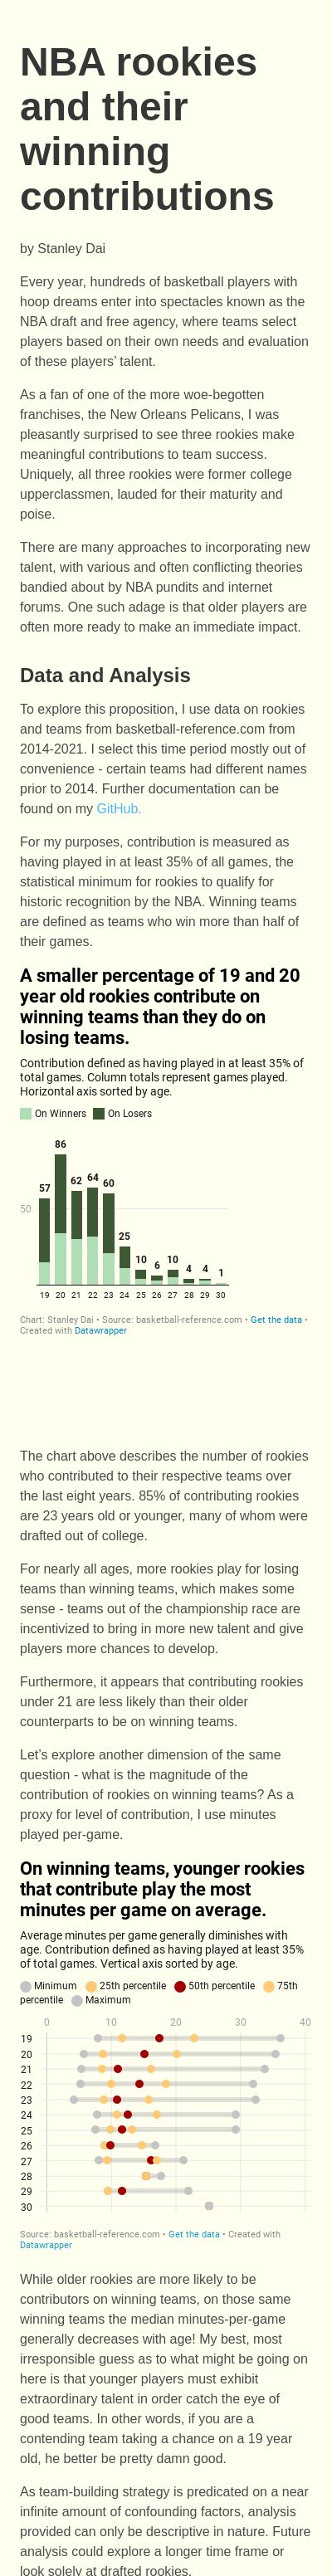 NBA rookies
and their
winning
contributions
by Stanley Dai
Every year, hundreds of basketball players with
hoop dreams enter into spectacles known as the
NBA draft and free agency, where teams select
players based on their own needs and evaluation
of these players' talent.
As a fan of one of the more woe-begotten
franchises, the New Orleans Pelicans, I was
pleasantly surprised to see three rookies make
meaningful contributions to team success.
Uniquely, all three rookies were former college
upperclassmen, lauded for their maturity and
poise.
There are many approaches to incorporating new
talent, with various and often conflicting theories
bandied about by NBA pundits and internet
forums. One such adage is that older players are
often more ready to make an immediate impact.
Data and Analysis
To explore this proposition, I use data on rookies
and teams from basketball-reference.com from
2014-2021. I select this time period mostly out of
convenience - certain teams had different names
prior to 2014. Further documentation can be
found on my GitHub.
For my purposes, contribution is measured as
having played in at least 35% of all games, the
statistical minimum for rookies to qualify for
historic recognition by the NBA. Winning teams
are defined as teams who win more than half of
their games.
A smaller percentage of 19 and 20
year old rookies contribute on
winning teams than they do on
losing teams.
Contribution defined as having played in at least 35% of
total games. Column totals represent games played.
Horizontal axis sorted by age.
On Winners On Losers
86
57 62 64 60
50
25
10 6 10 4 4 1
19 20 21 22 23 24 25 26 27 28 29 30
Chart: Stanley Dai • Source: basketball-reference.com • Get the data •
Created with Datawrapper
The chart above describes the number of rookies
who contributed to their respective teams over
the last eight years. 85% of contributing rookies
are 23 years old or younger, many of whom were
drafted out of college.
For nearly all ages, more rookies play for losing
teams than winning teams, which makes some
sense - teams out of the championship race are
incentivized to bring in more new talent and give
players more chances to develop.
Furthermore, it appears that contributing rookies
under 21 are less likely than their older
counterparts to be on winning teams.
Let's explore another dimension of the same
question - what is the magnitude of the
contribution of rookies on winning teams? As a
proxy for level of contribution, I use minutes
played per-game.
On winning teams, younger rookies
that contribute play the most
minutes per game on average.
Average minutes per game generally diminishes with
age. Contribution defined as having played at least 35%
of total games. Vertical axis sorted by age.
Minimum 25th percentile 50th percentile 75th
percentile Maximum
0 10 20 30 40
19
20
21
22
23
24
25
26
27
28
29
30
Source: basketball-reference.com • Get the data • Created with
Datawrapper
While older rookies are more likely to be
contributors on winning teams, on those same
winning teams the median minutes-per-game
generally decreases with age! My best, most
irresponsible guess as to what might be going on
here is that younger players must exhibit
extraordinary talent in order catch the eye of
good teams. In other words, if you are a
contending team taking a chance on a 19 year
old, he better be pretty damn good.
As team-building strategy is predicated on a near
infinite amount of confounding factors, analysis
provided can only be descriptive in nature. Future
analysis could explore a longer time frame or
look solely at drafted rookies.